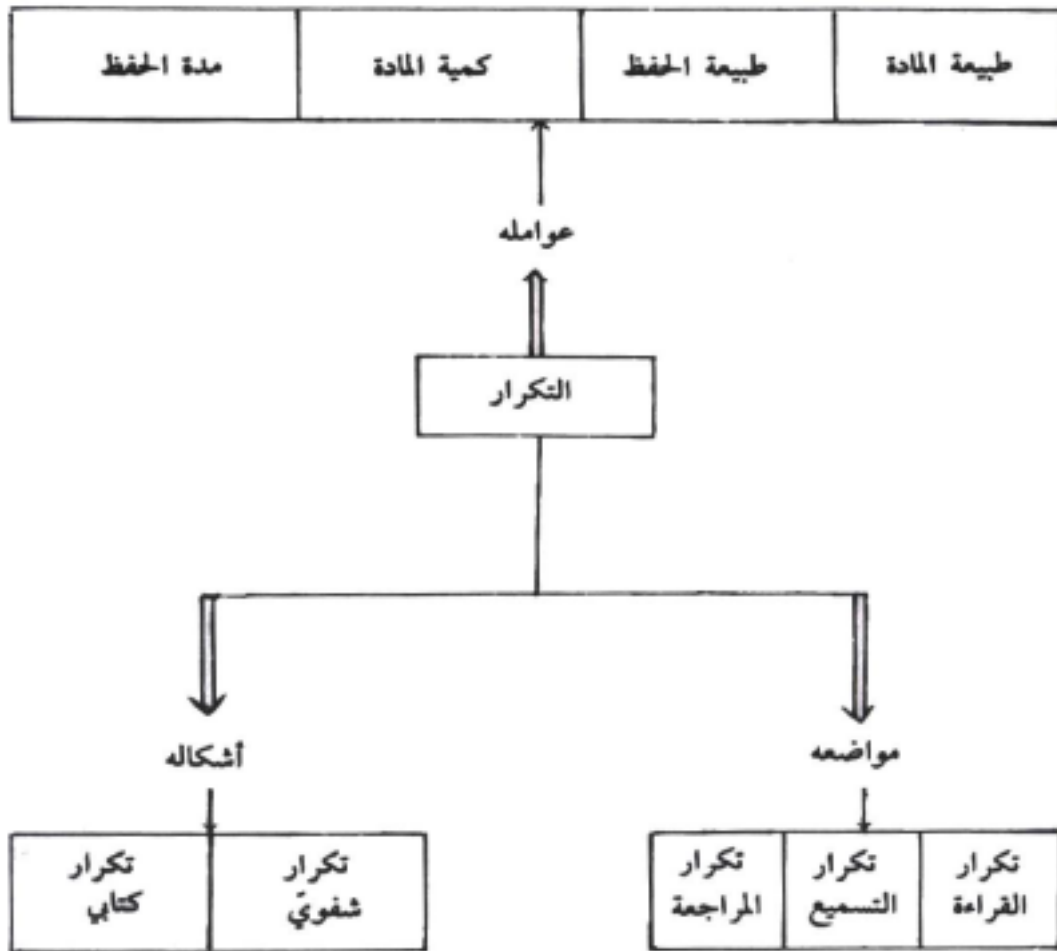 طبيعة المادة
طبيعة الحفظ
كمية المادة
مدة الحفظ
عوامله
التكرار
مواضعه
أشكاله
تكرار
القراءة
تكرار
التسميع
تكرار
المراجعة
تكرار
شفويّ
تكرار
كتابي